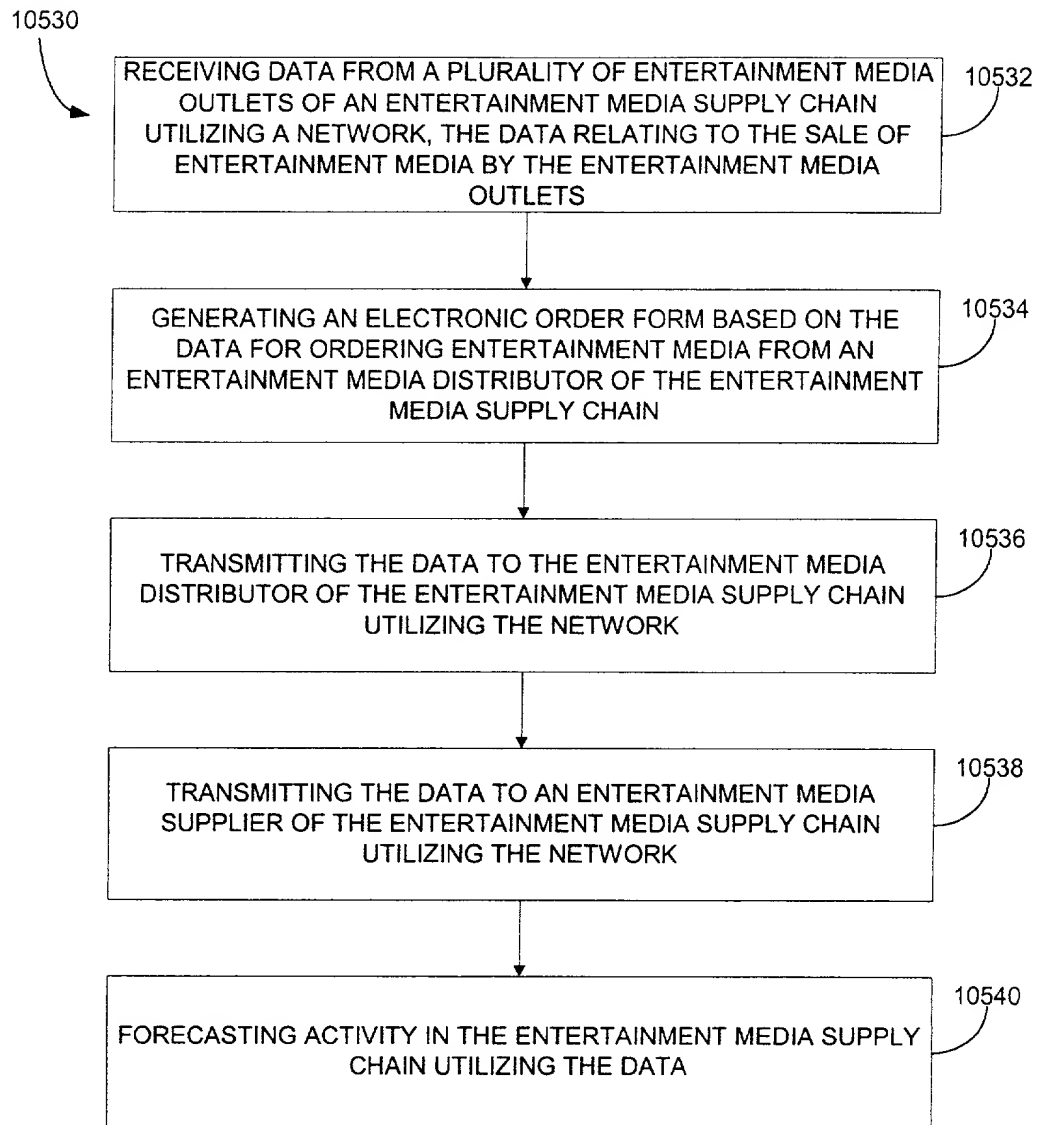 10530
RECEIVING DATA FROM A PLURALITY OF ENTERTAINMENT MEDIA
OUTLETS OF AN ENTERTAINMENT MEDIA SUPPLY CHAIN
UTILIZING A NETWORK, THE DATA RELATING TO THE SALE OF
ENTERTAINMENT MEDIA BY THE ENTERTAINMENT MEDIA
OUTLETS
10532
GENERATING AN ELECTRONIC ORDER FORM BASED ON THE
DATA FOR ORDERING ENTERTAINMENT MEDIA FROM AN
ENTERTAINMENT MEDIA DISTRIBUTOR OF THE ENTERTAINMENT
MEDIA SUPPLY CHAIN
10534
TRANSMITTING THE DATA TO THE ENTERTAINMENT MEDIA
DISTRIBUTOR OF THE ENTERTAINMENT MEDIA SUPPLY CHAIN
UTILIZING THE NETWORK
10536
TRANSMITTING THE DATA TO AN ENTERTAINMENT MEDIA
SUPPLIER OF THE ENTERTAINMENT MEDIA SUPPLY CHAIN
UTILIZING THE NETWORK
10538
FORECASTING ACTIVITY IN THE ENTERTAINMENT MEDIA SUPPLY
CHAIN UTILIZING THE DATA
10540